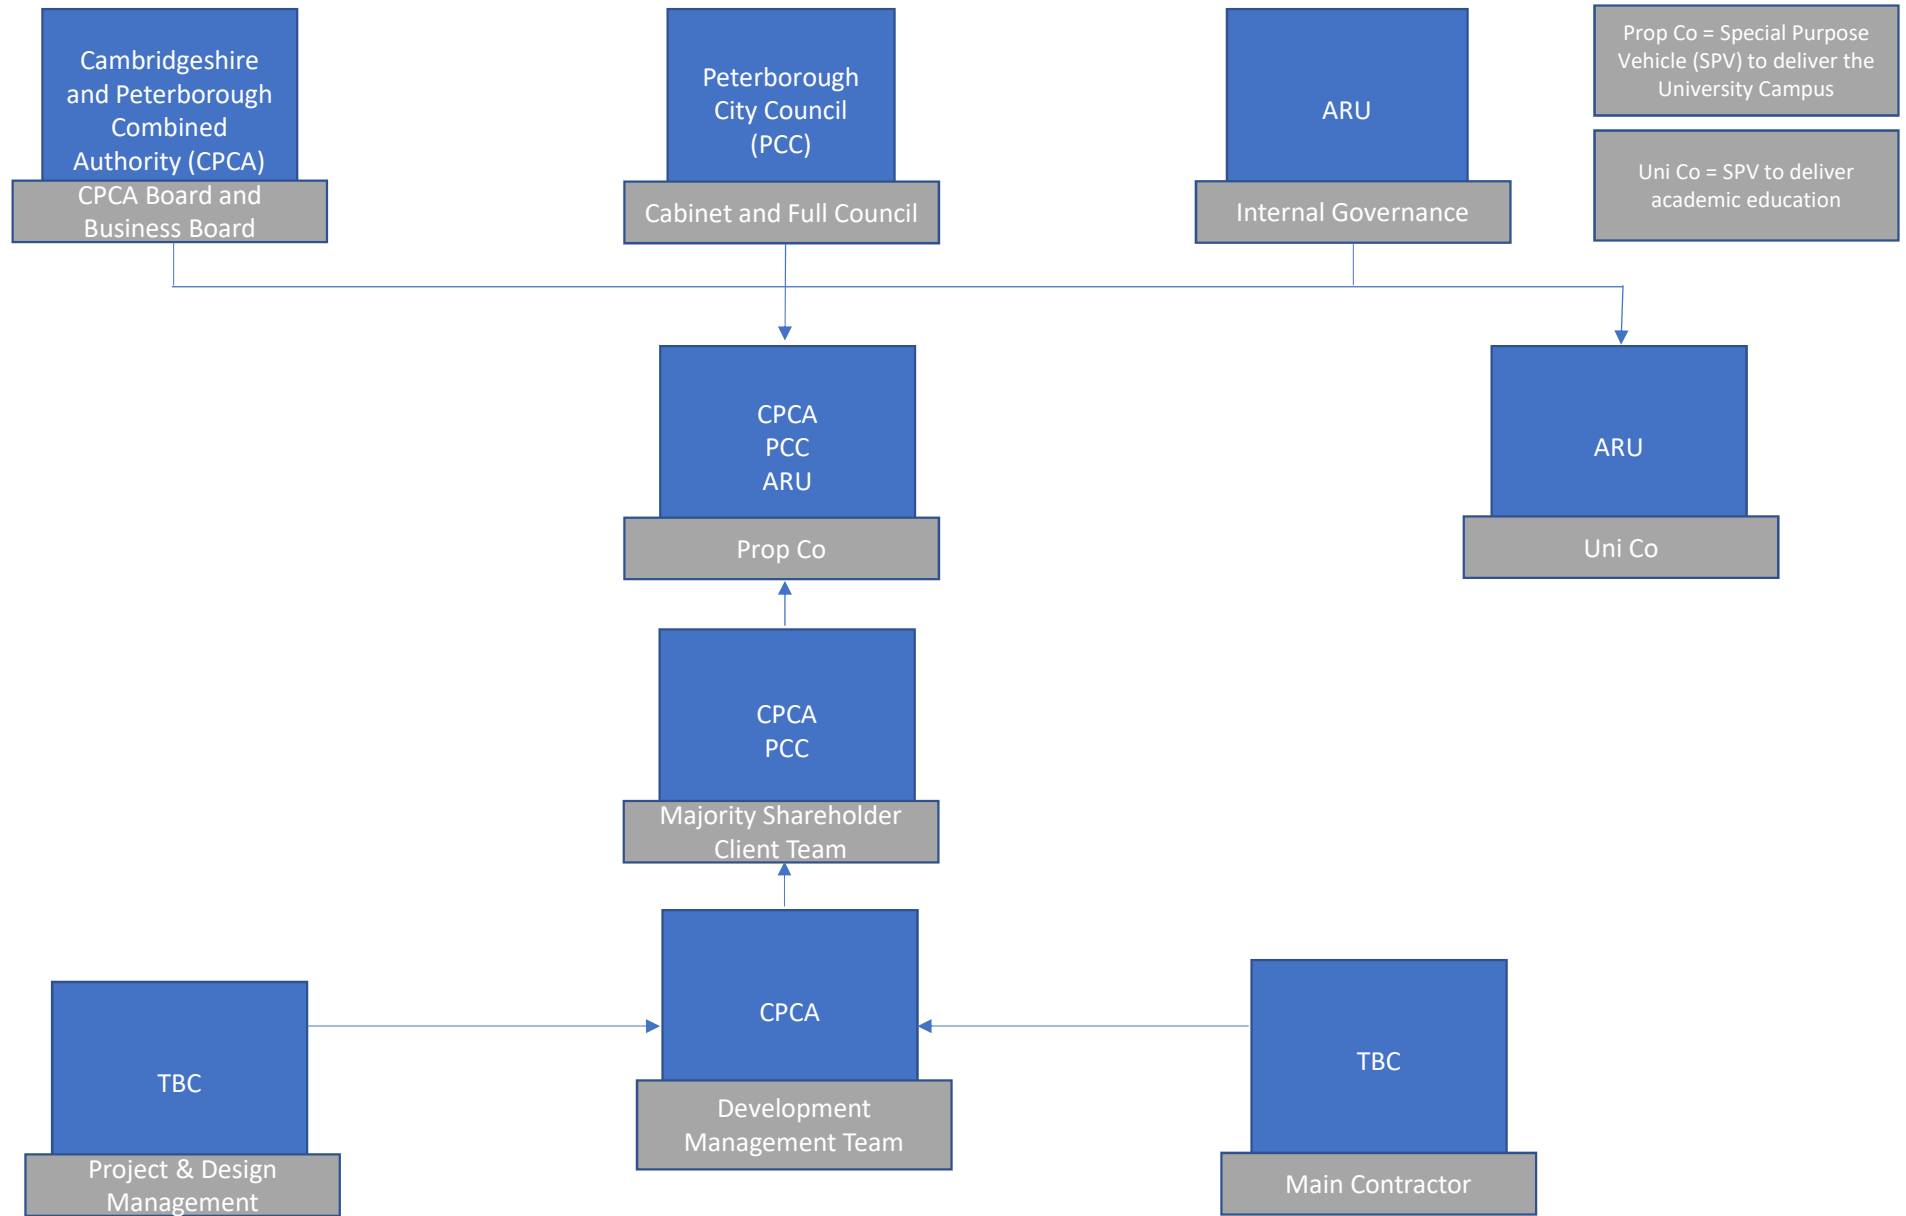 Cambridgeshire
and Peterborough
Combined
Authority (CPCA)
CPCA Board and
Business Board
Peterborough
City Council
(PCC)
Cabinet and Full Council
ARU
Internal Governance
Prop Co = Special Purpose
Vehicle (SPV) to deliver the
University Campus
Uni Co = SPV to deliver
academic education
CPCA
PCC
ARU
Prop Co
ARU
Uni Co
CPCA
PCC
Majority Shareholder
Client Team
TBC
Project & Design
Management
CPCA
Development
Management Team
TBC
Main Contractor